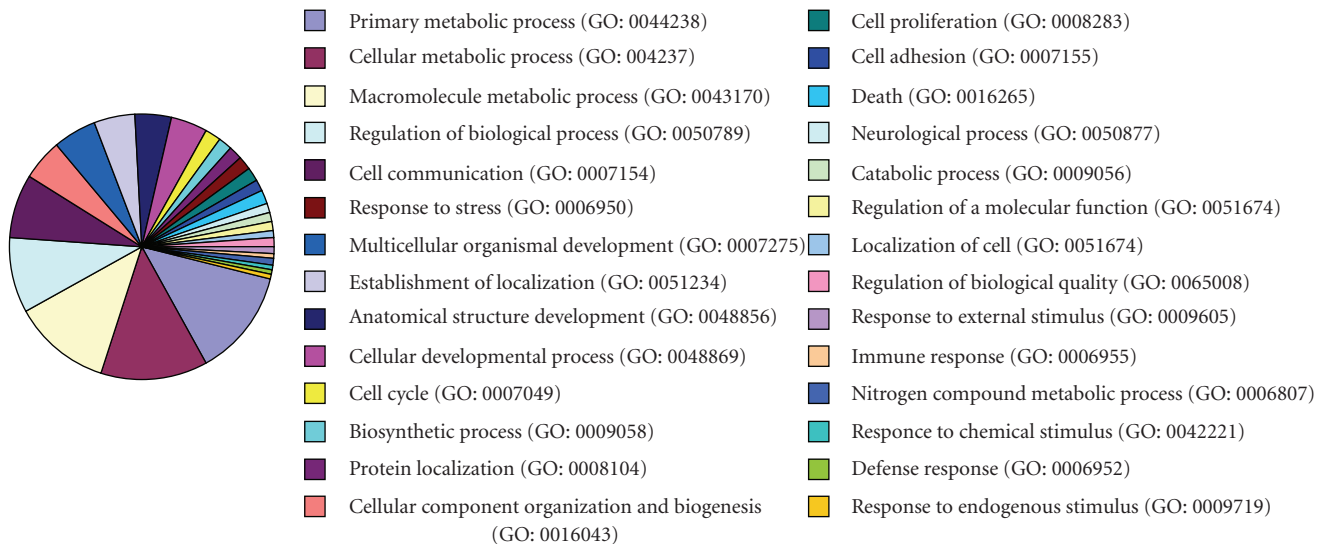 Primary metabolic process (GO: 0044238)
Cellular metabolic process (GO: 004237)
Macromolecule metabolic process (GO: 0043170)
Regulation of biological process (GO: 0050789)
Cell communication (GO: 0007154)
Response to stress (GO: 0006950)
Multicellular organismal development (GO: 0007275)
Establishment of localization (GO: 0051234)
Anatomical structure development (GO: 0048856)
Cellular developmental process (GO: 0048869)
Cell cycle (GO: 0007049)
Biosynthetic process (GO: 0009058)
Protein localization (GO: 0008104)
Cellular component organization and biogenesis
(GO: 0016043)
Cell proliferation (GO: 0008283)
Cell adhesion (GO: 0007155)
Death (GO: 0016265)
Neurological process (GO: 0050877)
Catabolic process (GO: 0009056)
Regulation of a molecular function (GO: 0051674)
Localization of cell (GO: 0051674)
Regulation of biological quality (GO: 0065008)
Response to external stimulus (GO: 0009605)
Immune response (GO: 0006955)
Nitrogen compound metabolic process (GO: 0006807)
Responce to chemical stimulus (GO: 0042221)
Defense response (GO: 0006952)
Response to endogenous stimulus (GO: 0009719)